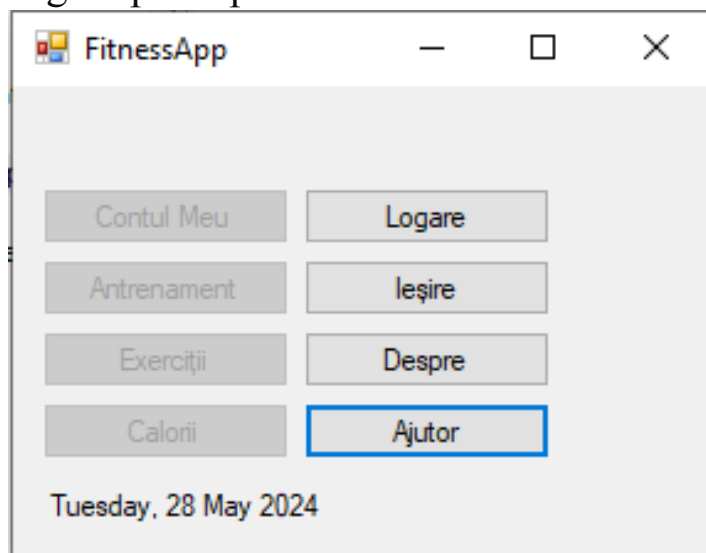 FitnessApp
Contul Meu
Logare
Antrenament
Ieșire
Exerciții
Despre
Calorii
Ajutor
Tuesday, 28 May 2024